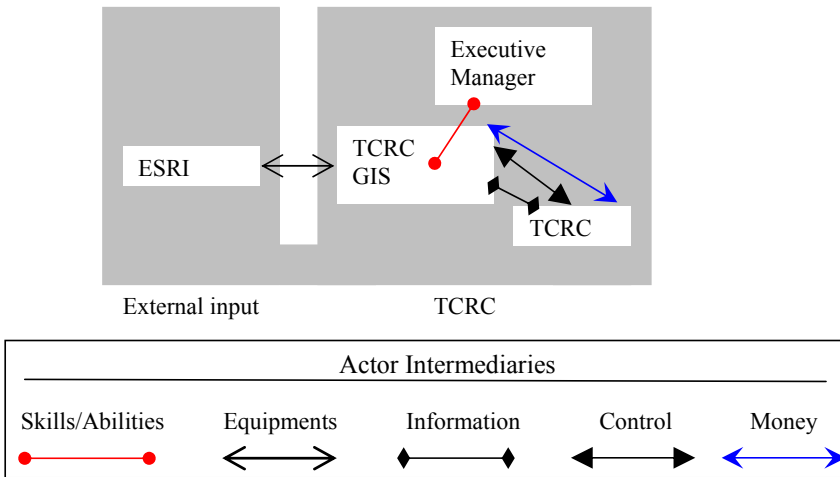 Executive
Manager
ESRI
TCRC
GIS
TCRC
External input
TCRC
Actor Intermediaries
Skills/Abilities
Equipments
Information
Control
Money